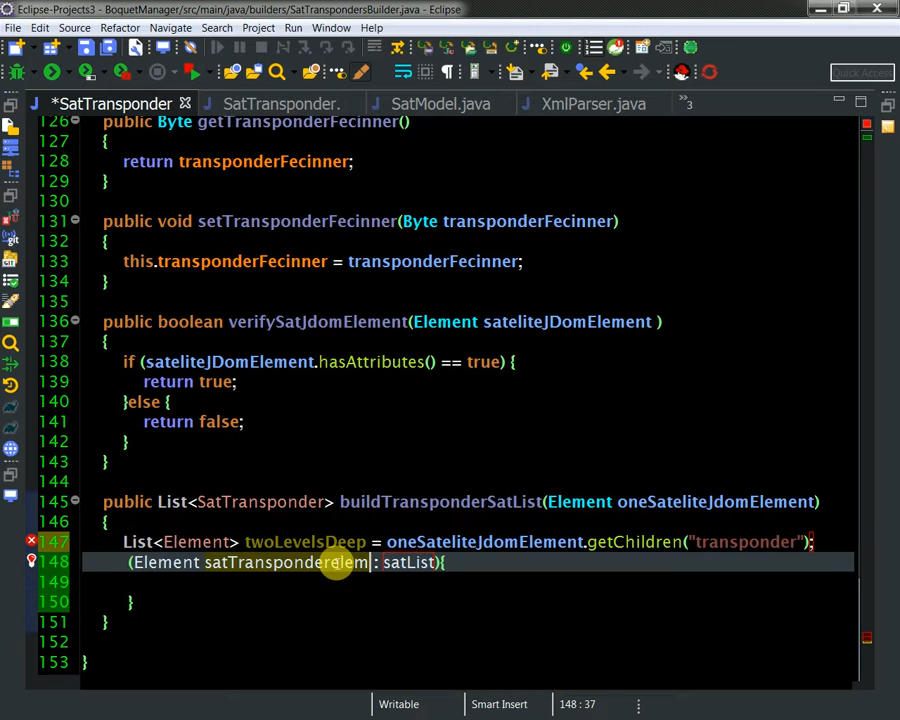 BoquetManager/src/main/java/builders/SatTranspondersBuilder.java - Eclipse-Projects3 - Eclipse
File Edit Source Refactor Navigate Search Project Run Window Help
Quick Access
*SatTransponder SatTransponder. SatModel.java XmlParser.java »3
126 public Byte getTransponderFecinner()
127 {
128 return transponderFecinner;
129 }
130
131 public void setTransponderFecinner(Byte transponderFecinner)
132 {
133 this.transponderFecinner = transponderFecinner;
134 }
135
136 public boolean verifySatJdomElement(Element sateliteJDomElement )
137 {
138 if (sateliteJDomElement.hasAttributes() == true) {
139 return true;
140 }else {
141 return false;
142 }
143 }
144
145 public List<SatTransponder> buildTransponderSatList(Element oneSateliteJdomElement)
146 {
147 List<Element> twoLevelsDeep = oneSateliteJdomElement.getChildren("transponder");
148 (Element satTransponderelem : satList){
149
150 }
151 }
152
153 }
Writable Smart Insert 148 : 37